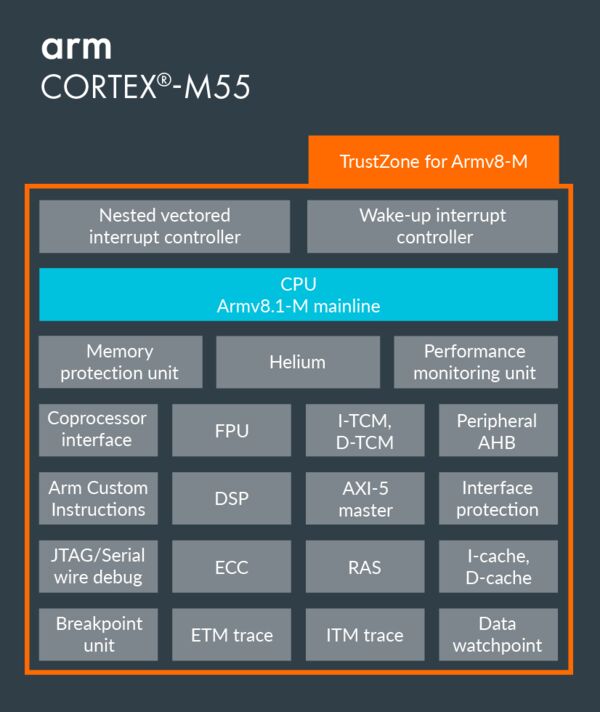 arm
CORTEX®-M55
TrustZone for Armv8-M
Nested vectored
interrupt controller
Wake-up interrupt
controller
CPU
Armv8.1-M mainline
Memory
protection unit
Helium
Performance
monitoring unit
Coprocessor
interface
FPU
I-TCM,
D-TCM
Peripheral
AHB
Arm Custom
Instructions
DSP
AXI-5
master
Interface
protection
JTAG/Serial
wire debug
ECC
RAS
I-cache,
D-cache
Breakpoint
unit
ETM trace
ITM trace
Data
watchpoint